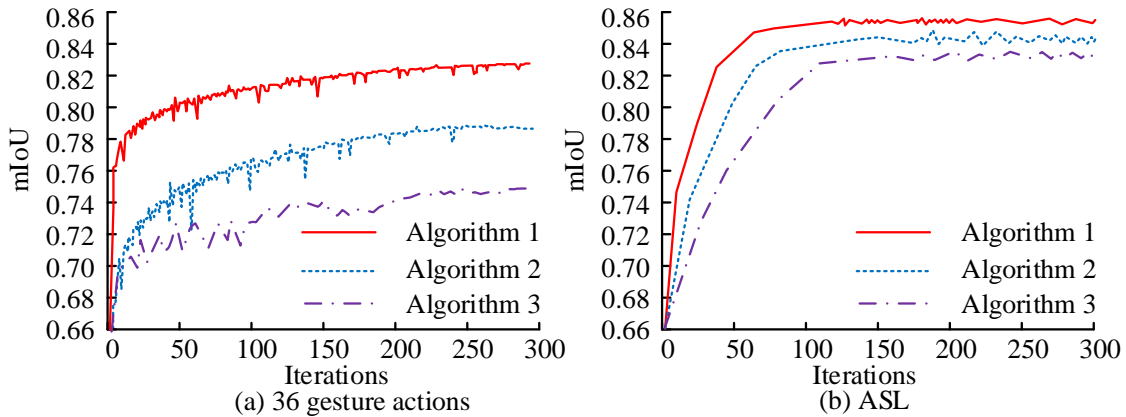 mIoU
0.86
0.84
0.82
0.80
0.78
0.76
0.74
0.72
0.70
0.68
0.66
Algorithm 1
Algorithm 2
Algorithm 3
0 50 100 150 200 250 300
Iterations
(a) 36 gesture actions
mIoU
0.86
0.84
0.82
0.80
0.78
0.76
0.74
0.72
0.70
0.68
0.66
Algorithm 1
Algorithm 2
Algorithm 3
0 50 100 150 200 250 300
Iterations
(b) ASL